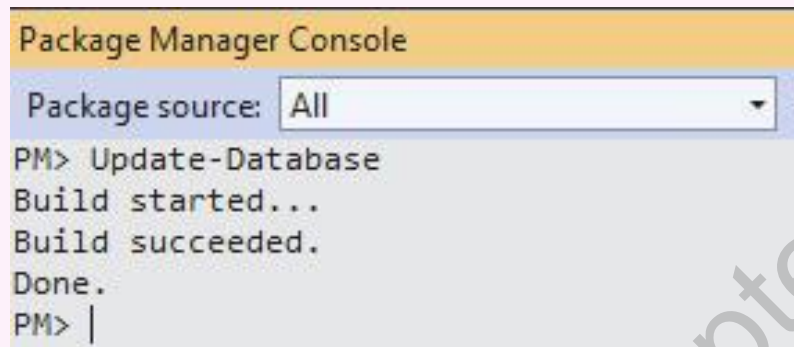 Package Manager Console
Package source: All
PM> Update-Database
Build started...
Build succeeded.
Done.
PM>